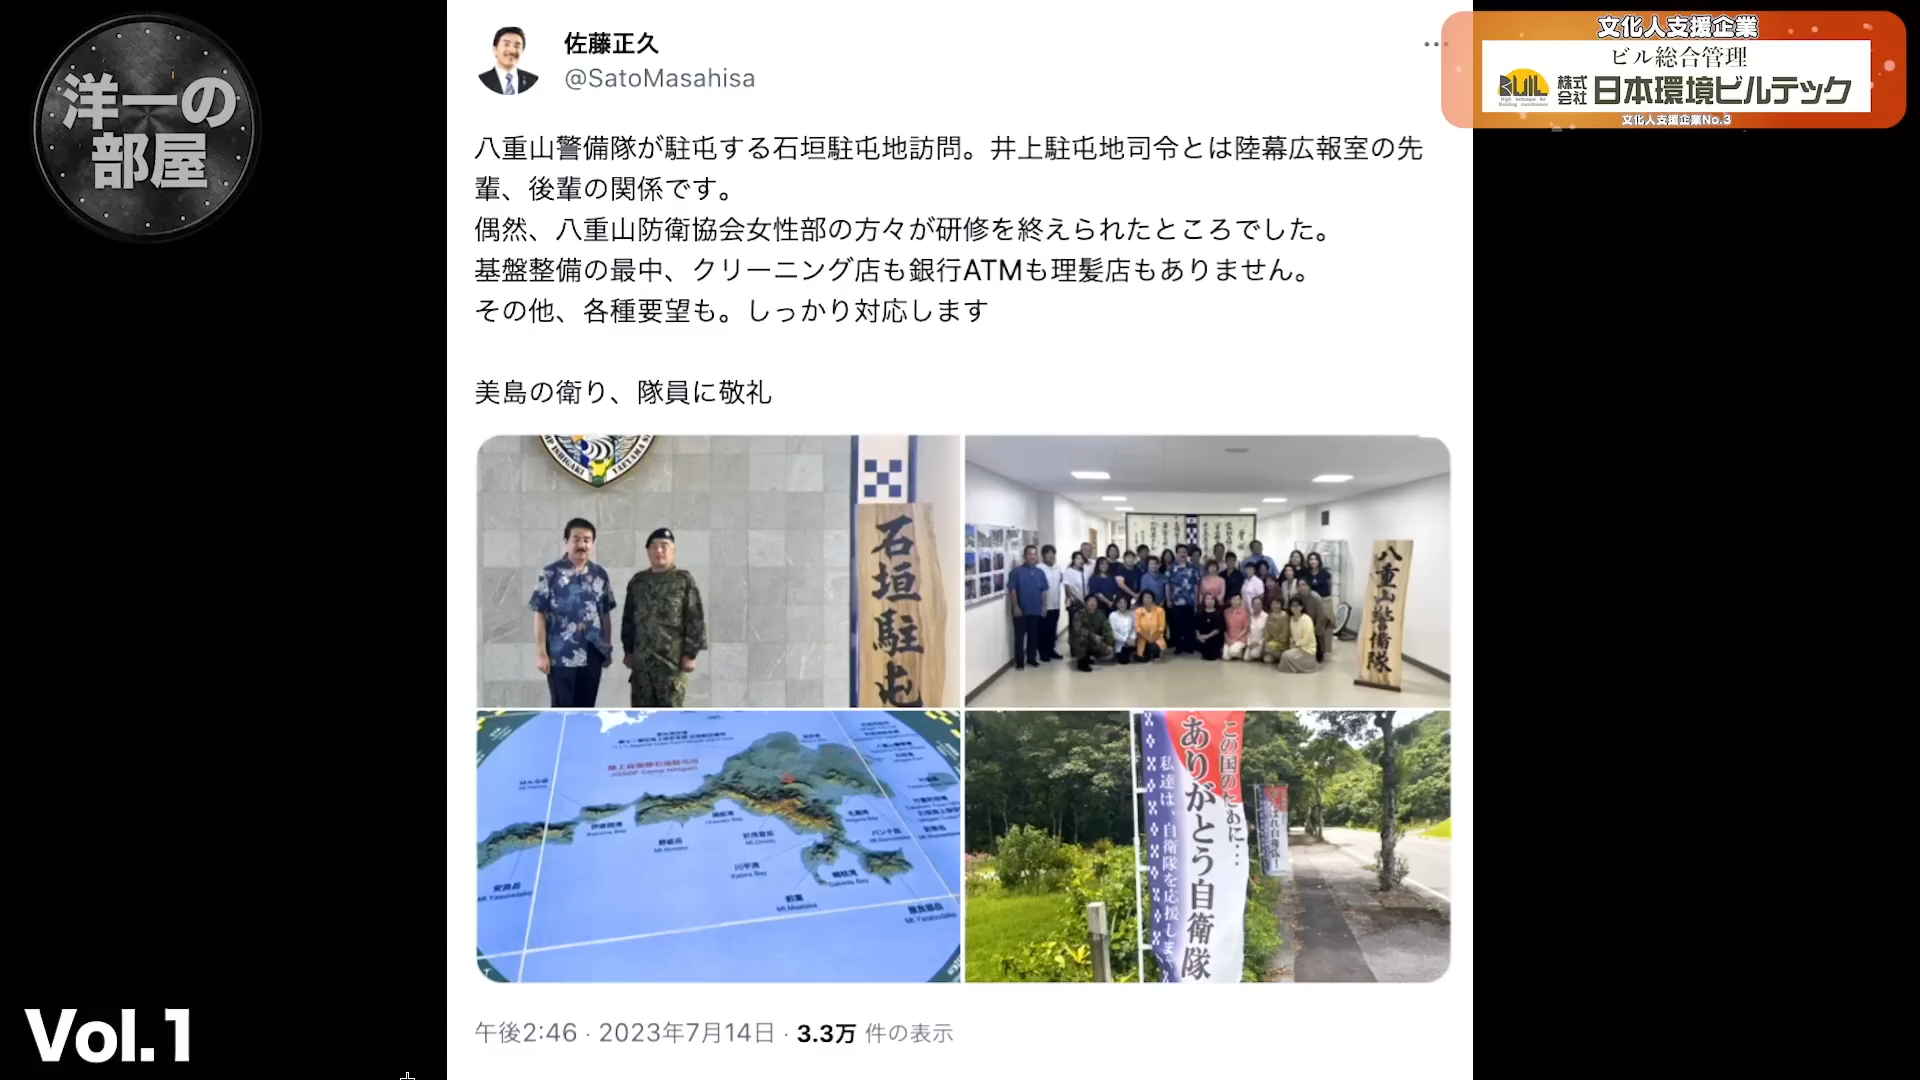 洋一の
部屋
佐藤正久
@SatoMasahisa
文化人支援企業
ビル総合管理
株式会社 日本環境ビルテック
文化人支援企業No.3
八重山警備隊が駐屯する石垣駐屯地訪問。井上駐屯地司令とは陸幕広報室の先
輩、後輩の関係です。
偶然、八重山防衛協会女性部の方々が研修を終えられたところでした。
基盤整備の最中、クリーニング店も銀行ATMも理髪店もありません。
その他、各種要望も。しっかり対応します
美島の衛り、隊員に敬礼
石垣駐屯
八重山警備隊
この国のために…
ありがとう自衛隊
私達は、自衛隊を応援しま
午後2:46 · 2023年7月14日 · 3.3万 件の表示
Vol.1